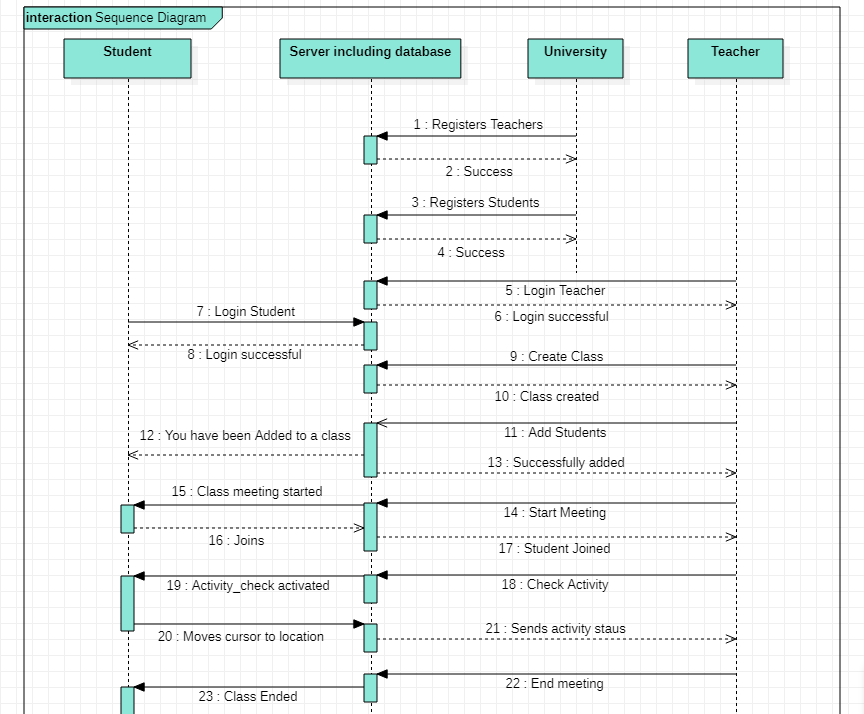 interaction Sequence Diagram
Student
Server including database
University
Teacher
1 : Registers Teachers
2 : Success
3 : Registers Students
4 : Success
5 : Login Teacher
6 : Login successful
7 : Login Student
8 : Login successful
9 : Create Class
10 : Class created
11 : Add Students
12 : You have been Added to a class
13 : Successfully added
14 : Start Meeting
15 : Class meeting started
16 : Joins
17 : Student Joined
18 : Check Activity
19 : Activity_check activated
20 : Moves cursor to location
21 : Sends activity staus
22 : End meeting
23 : Class Ended